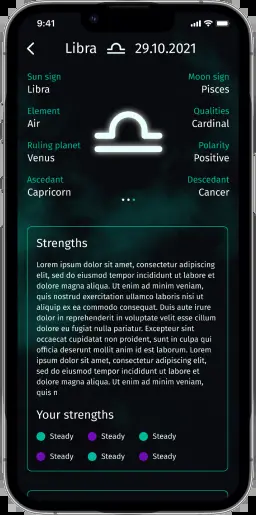 9:41
Libra 29.10.2021
Sun sign Moon sign
Libra Pisces
Element Qualities
Air Cardinal
Ruling planet Polarity
Venus Positive
Ascedant Descedant
Capricorn Cancer
Strengths
Lorem ipsum dolor sit amet, consectetur adipiscing
elit, sed do eiusmod tempor incididunt ut labore et
dolore magna aliqua. Ut enim ad minim veniam,
quis nostrud exercitation ullamco laboris nisi ut
aliquip ex ea commodo consequat. Duis aute irure
dolor in reprehenderit in voluptate velit esse cillum
dolore eu fugiat nulla pariatur. Excepteur sint
occaecat cupidatat non proident, sunt in culpa qui
officia deserunt mollit anim id est laborum. Lorem
ipsum dolor sit amet, consectetur adipiscing elit,
sed do eiusmod tempor incididunt ut labore et
dolore magna aliqua. Ut enim ad minim veniam,
quis n
Your strengths
Steady Steady Steady
Steady Steady Steady